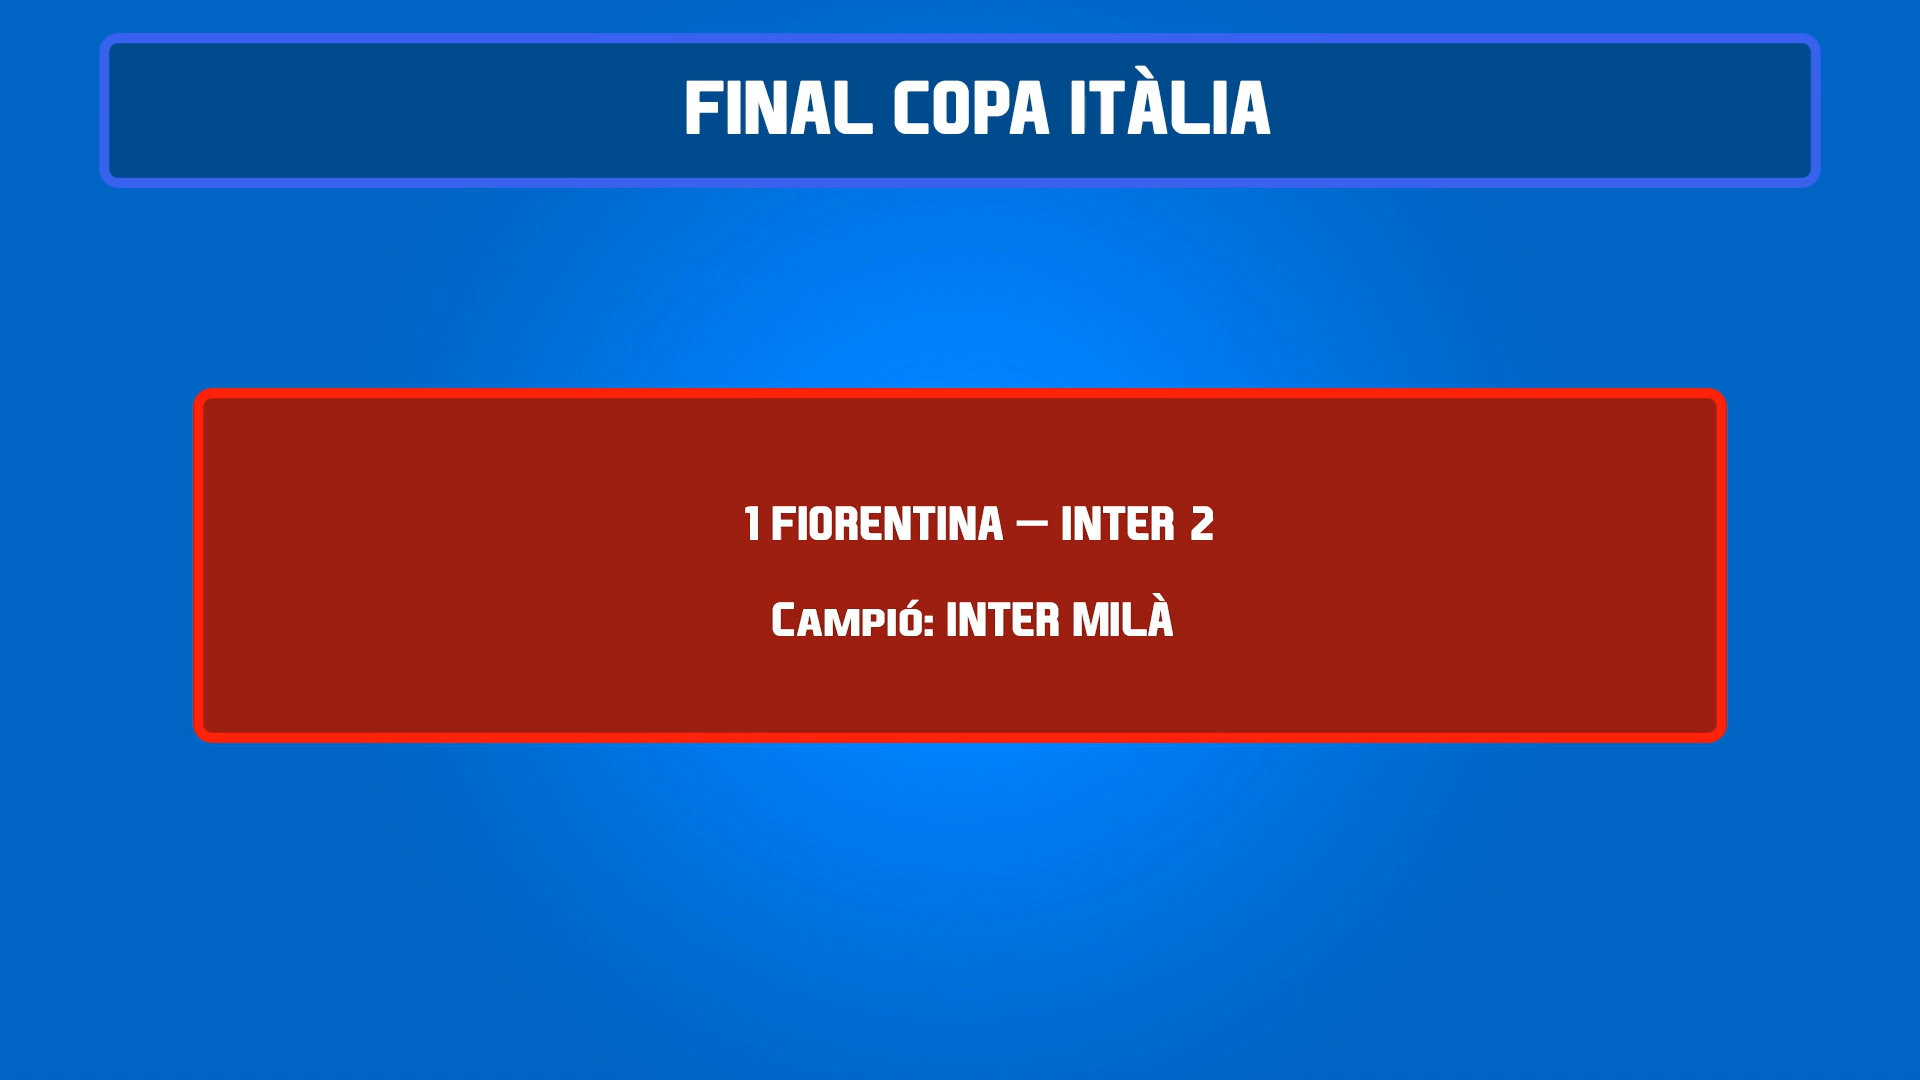 FINAL COPA ITÀLIA
1 FIORENTINA – INTER 2
Campió: INTER MILÀ